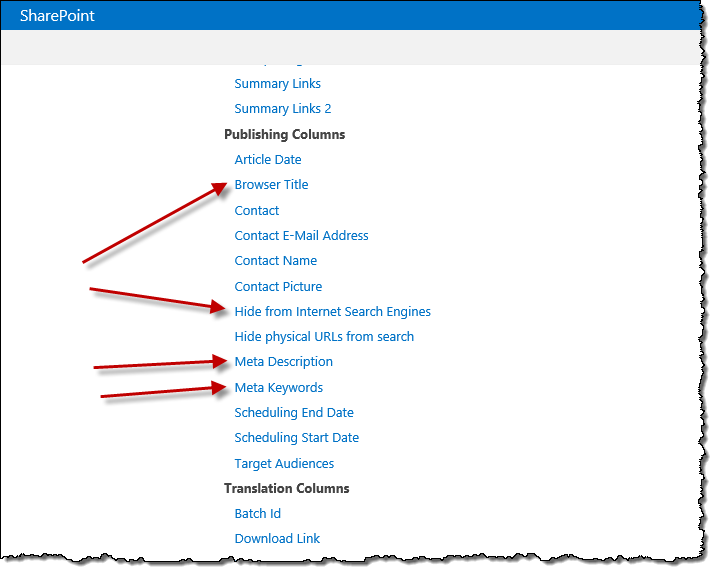 SharePoint
Summary Links
Summary Links 2
Publishing Columns
Article Date
Browser Title
Contact
Contact E-Mail Address
Contact Name
Contact Picture
Hide from Internet Search Engines
Hide physical URLs from search
Meta Description
Meta Keywords
Scheduling End Date
Scheduling Start Date
Target Audiences
Translation Columns
Batch Id
Download Link